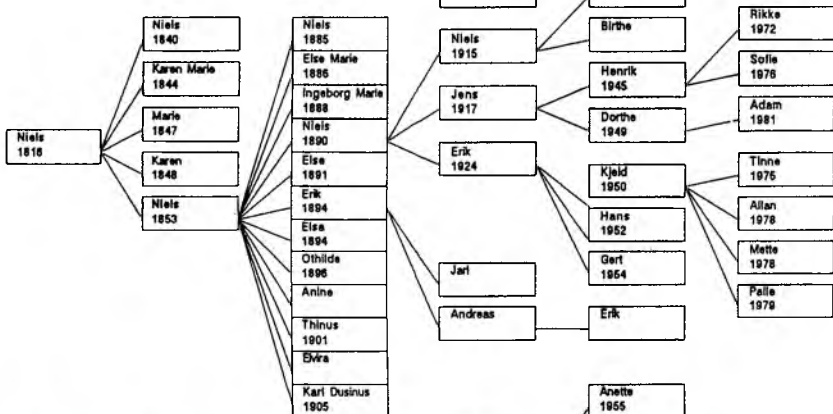 Niels
1816
Niels
1840
Karen Marie
1844
Marie
1847
Karen
1848
Niels
1853
Niels
1885
Else Marie
1886
Ingeborg Marie
1888
Niels
1890
Else
1891
Erik
1894
Elsa
1894
Othilde
1896
Anine
Thinus
1901
Elvira
Karl Dusinus
1905
Niels
1915
Jens
1917
Erik
1924
Jarl
Andreas
Birthe
Henrik
1945
Dorthe
1949
Kjeld
1950
Hans
1952
Gert
1954
Erik
Anette
1955
Rikke
1972
Sofie
1976
Adam
1981
Tinne
1975
Allan
1978
Mette
1978
Palle
1979